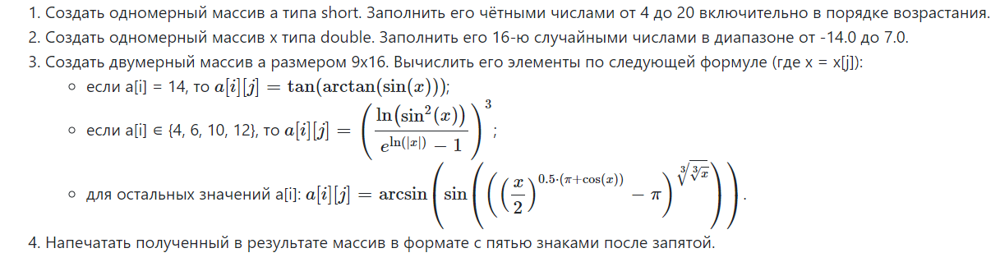 1. Создать одномерный массив a типа short. Заполнить его чётными числами от 4 до 20 включительно в порядке возрастания.
2. Создать одномерный массив x типа double. Заполнить его 16-ю случайными числами в диапазоне от -14.0 до 7.0.
3. Создать двумерный массив a размером 9x16. Вычислить его элементы по следующей формуле (где x = x[j]):
◦ если a[i] = 14, то $a[i][j] = \tan(\arctan(\sin(x)))$;
◦ если a[i] ∈ {4, 6, 10, 12}, то $a[i][j] = \left(\frac{\ln(\sin^2(x))}{e^{\ln(|x|)} - 1}\right)^3$;
◦ для остальных значений a[i]: $a[i][j] = \arcsin\left(\sin\left(\left(\left(\frac{x}{2}\right)^{0.5\cdot(\pi+\cos(x))} - \pi\right)^{\sqrt[3]{\sqrt[3]{x}}}\right)\right)$.
4. Напечатать полученный в результате массив в формате с пятью знаками после запятой.